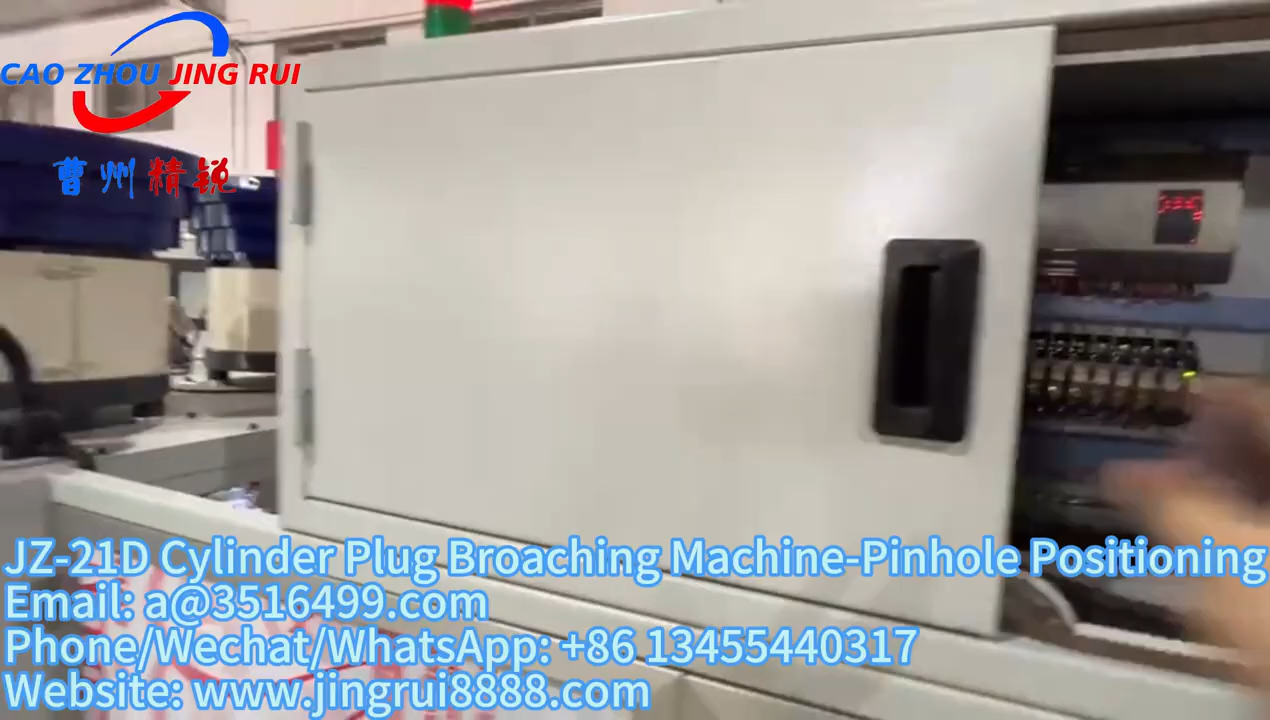 CAO ZHOU JING RUI
曹州精锐
JZ-21D Cylinder Plug Broaching Machine-Pinhole Positioning
Email: a@3516499.com
Phone/Wechat/WhatsApp: +86 13455440317
Website: www.jingrui8888.com